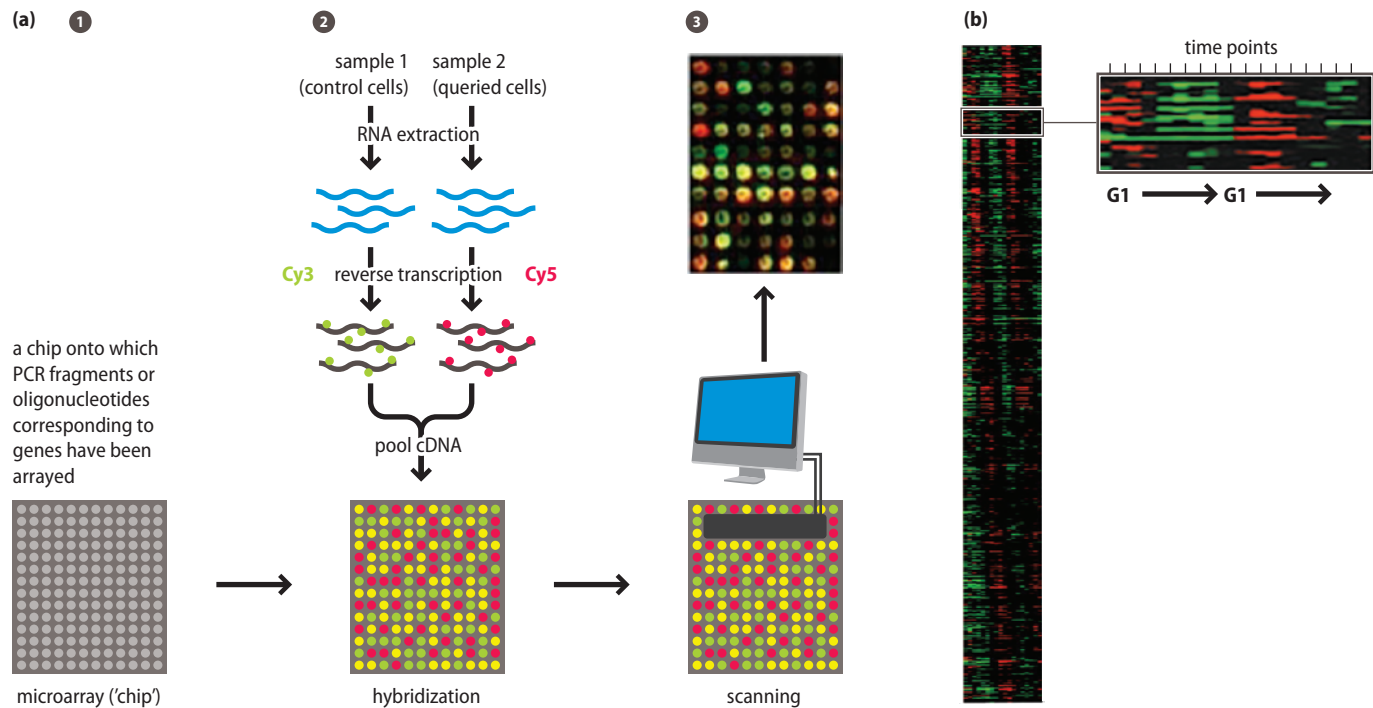 (a)
1
a chip onto which
PCR fragments or
oligonucleotides
corresponding to
genes have been
arrayed
microarray ('chip')
2
sample 1
(control cells)
sample 2
(queried cells)
RNA extraction
Cy3 reverse transcription Cy5
pool cDNA
hybridization
3
scanning
(b)
time points
G1 G1